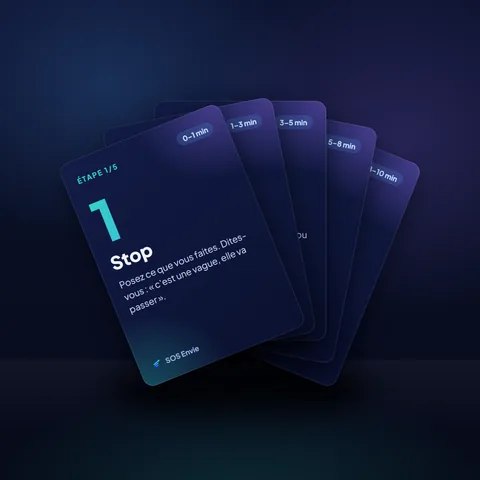 ÉTAPE 1/5
0–1 min
1
Stop
Posez ce que vous faites. Dites-
vous : « c'est une vague, elle va
passer ».
SOS Envie
1–3 min
3–5 min
ou
5–8 min
–10 min